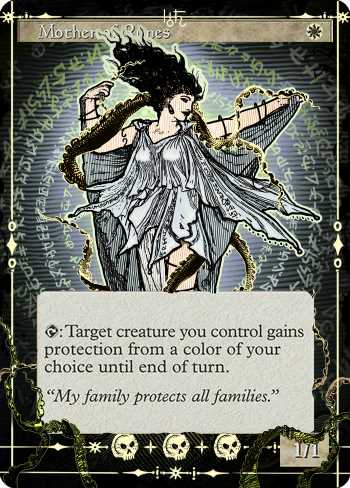 Mother of Runes
: Target creature you control gains
protection from a color of your
choice until end of turn.
“My family protects all families.”
1/1